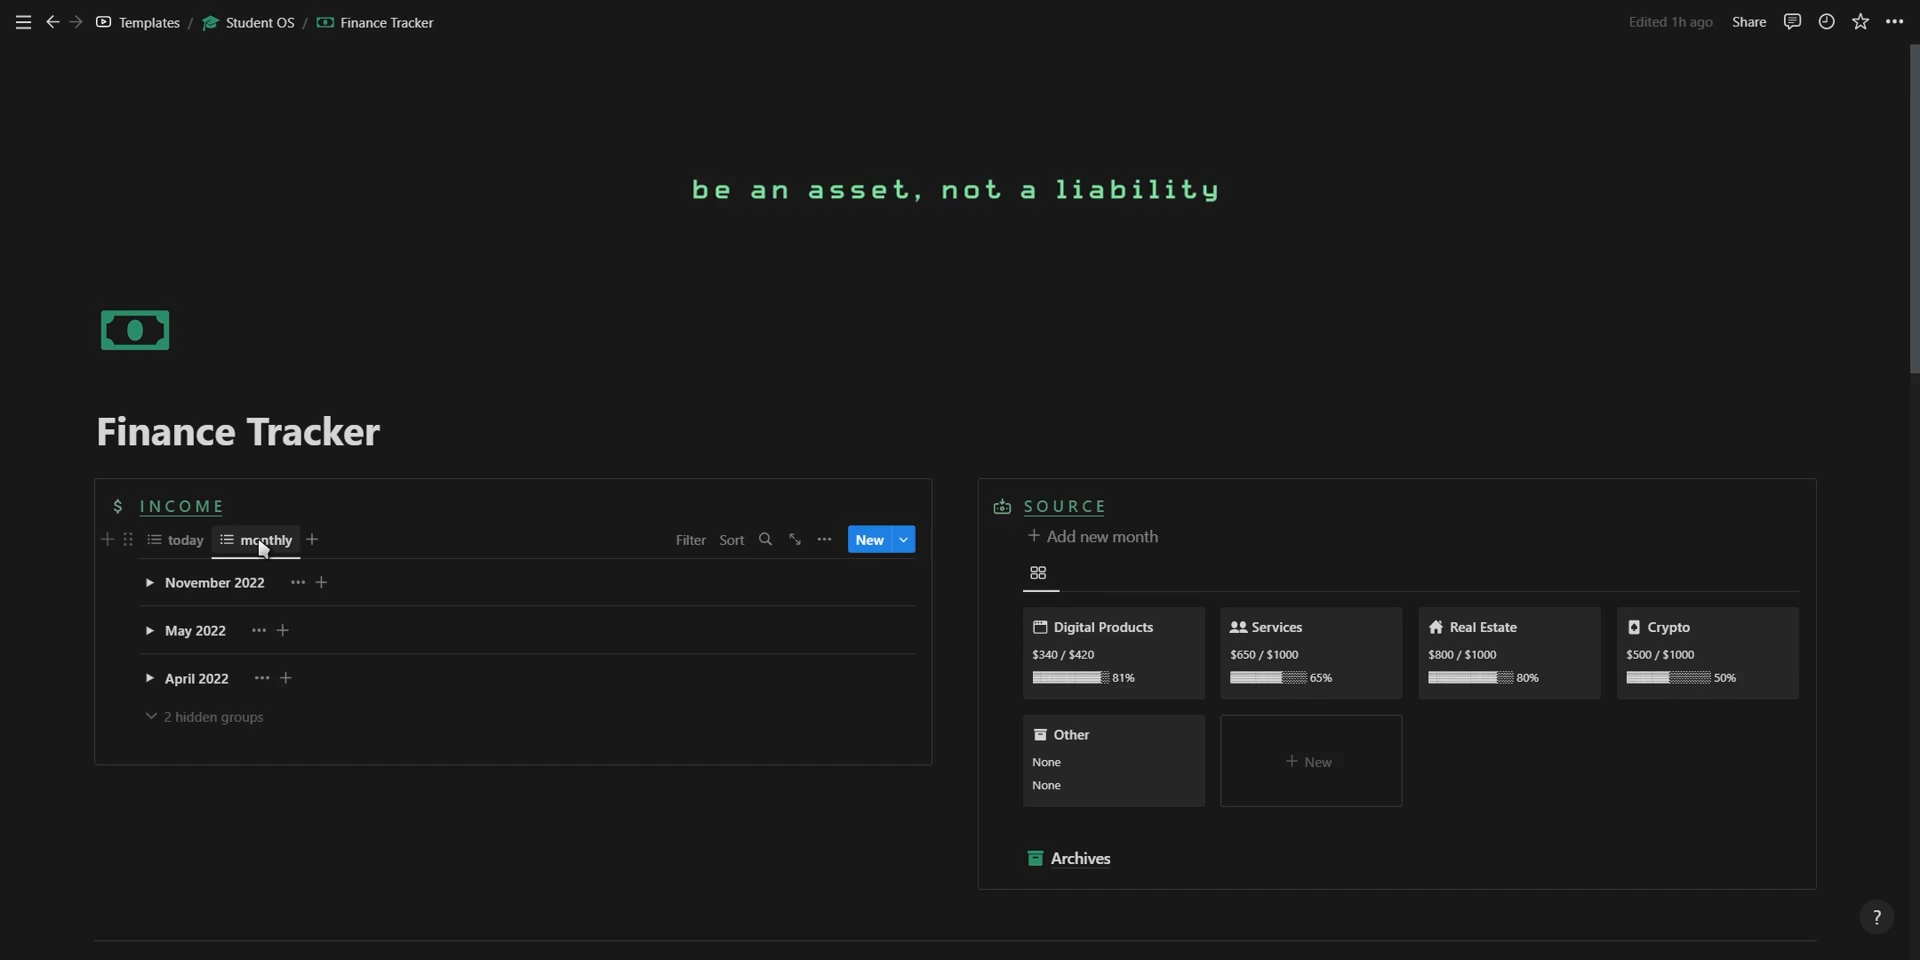 Templates / Student OS / Finance Tracker
Edited 1h ago Share
be an asset, not a liability
Finance Tracker
INCOME
today monthly
Filter Sort New
November 2022
May 2022
April 2022
2 hidden groups
SOURCE
+ Add new month
Digital Products
$340 / $420
81%
Services
$650 / $1000
65%
Real Estate
$800 / $1000
80%
Crypto
$500 / $1000
50%
Other
None
None
+ New
Archives
?